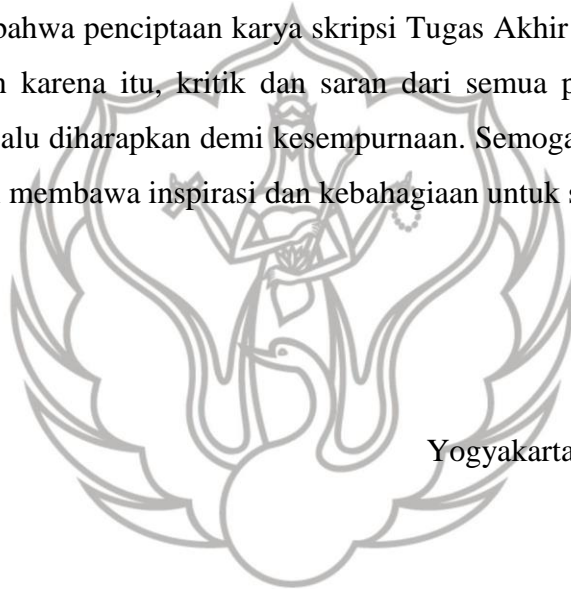 bahwa penciptaan karya skripsi Tugas Akhir
karena itu, kritik dan saran dari semua
diharapkan demi kesempurnaan. Semoga
membawa inspirasi dan kebahagiaan untuk
Yogyakarta